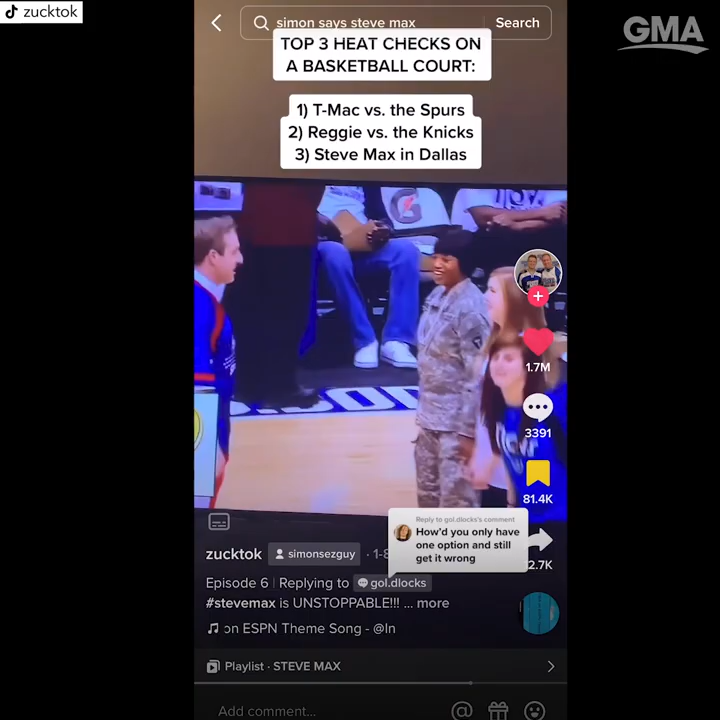 zucktok
simon says steve max
Search
GMA
TOP 3 HEAT CHECKS ON
A BASKETBALL COURT:
1) T-Mac vs. the Spurs
2) Reggie vs. the Knicks
3) Steve Max in Dallas
G
1.7M
3391
81.4K
2.7K
Reply to gol.dlocks's comment
How'd you only have
one option and still
get it wrong
zucktok simonsezguy · 1-8
Episode 6 | Replying to gol.dlocks
#stevemax is UNSTOPPABLE!!! ... more
on ESPN Theme Song - @In
Playlist · STEVE MAX
Add comment...